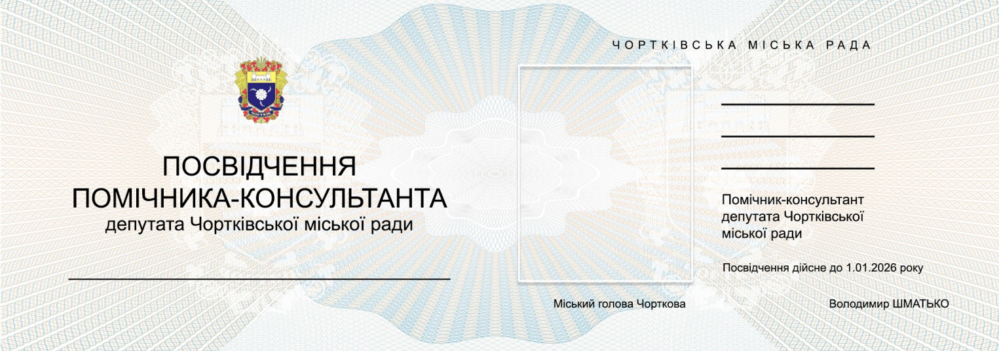 ЧОРТКІВ
ПОСВІДЧЕННЯ
ПОМІЧНИКА-КОНСУЛЬТАНТА
депутата Чортківської міської ради
ЧОРТКІВСЬКА МІСЬКА РАДА
Помічник-консультант
депутата Чортківської
міської ради
Посвідчення дійсне до 1.01.2026 року
Міський голова Чорткова
Володимир ШМАТЬКО